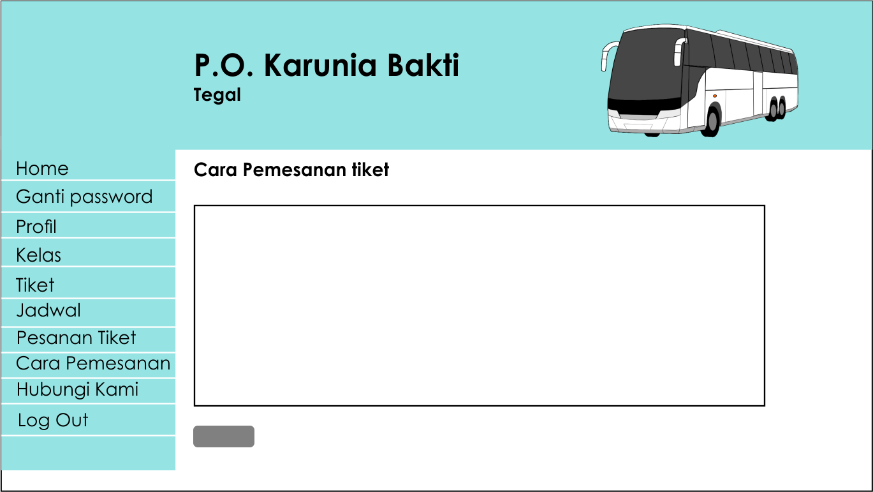 P.O. Karunia Bakti
Tegal
Home
Ganti password
Profil
Kelas
Tiket
Jadwal
Pesanan Tiket
Cara Pemesanan
Hubungi Kami
Log Out
Cara Pemesanan tiket